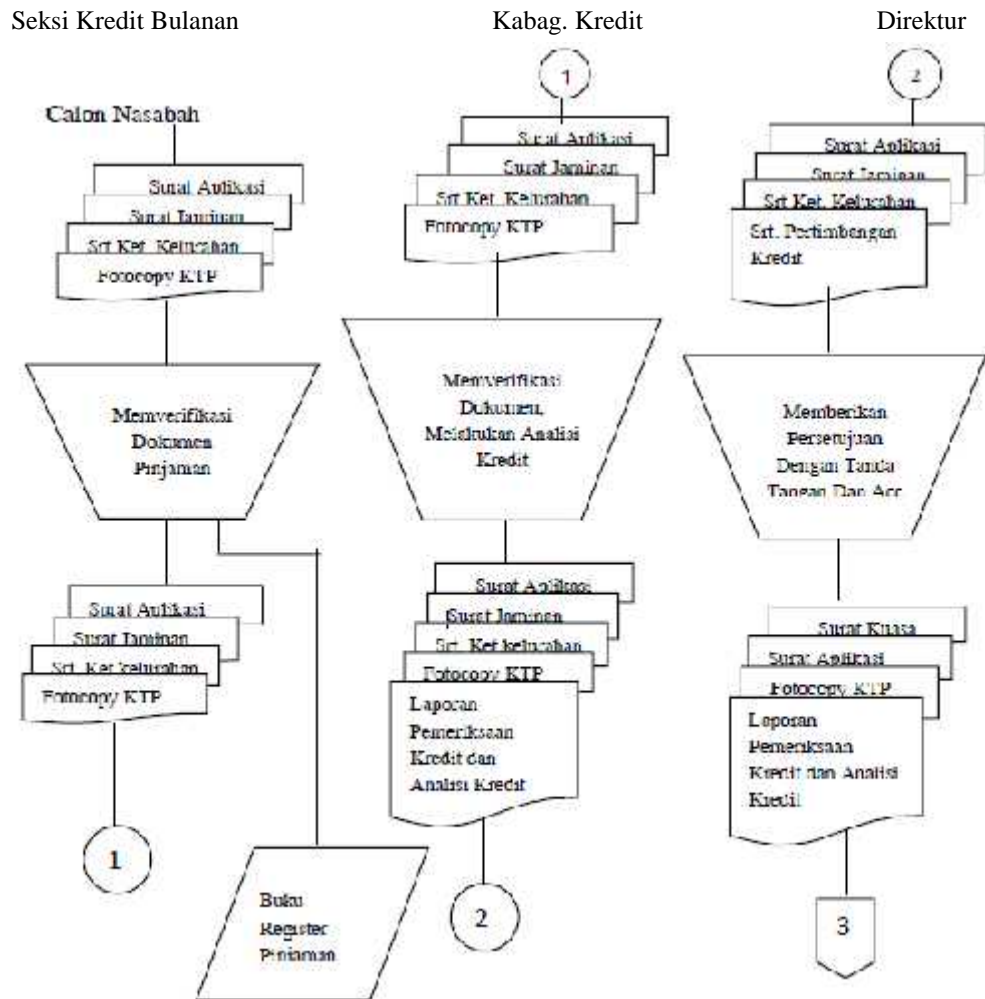 Seksi Kredit Bulanan
Kabag. Kredit
Direktur
Calon Nasabah
Surat Aplikasi
Surat Jaminan
Srt Ket. Kelurahan
Fotocopy KTP
Memverifikasi
Dokumen
Pinjaman
Surat Aplikasi
Surat Jaminan
Srt. Ket kelurahan
Fotocopy KTP
1
Buku
Register
Pinjaman
1
Surat Aplikasi
Surat Jaminan
Srt Ket. Kelurahan
Fotocopy KTP
Memverifikasi
Dokumen,
Melakukan Analisi
Kredit
Surat Aplikasi
Surat Jaminan
Srt. Ket kelurahan
Fotocopy KTP
Laporan
Pemeriksaan
Kredit dan
Analisi Kredit
2
2
Surat Aplikasi
Surat Jaminan
Srt Ket. Kelurahan
Srt. Pertimbangan
Kredit
Memberikan
Persetujuan
Dengan Tanda
Tangan Dan Acc
Surat Kuasa
Surat Aplikasi
Fotocopy KTP
Laporan
Pemeriksaan
Kredit dan Analisi
Kredit
3